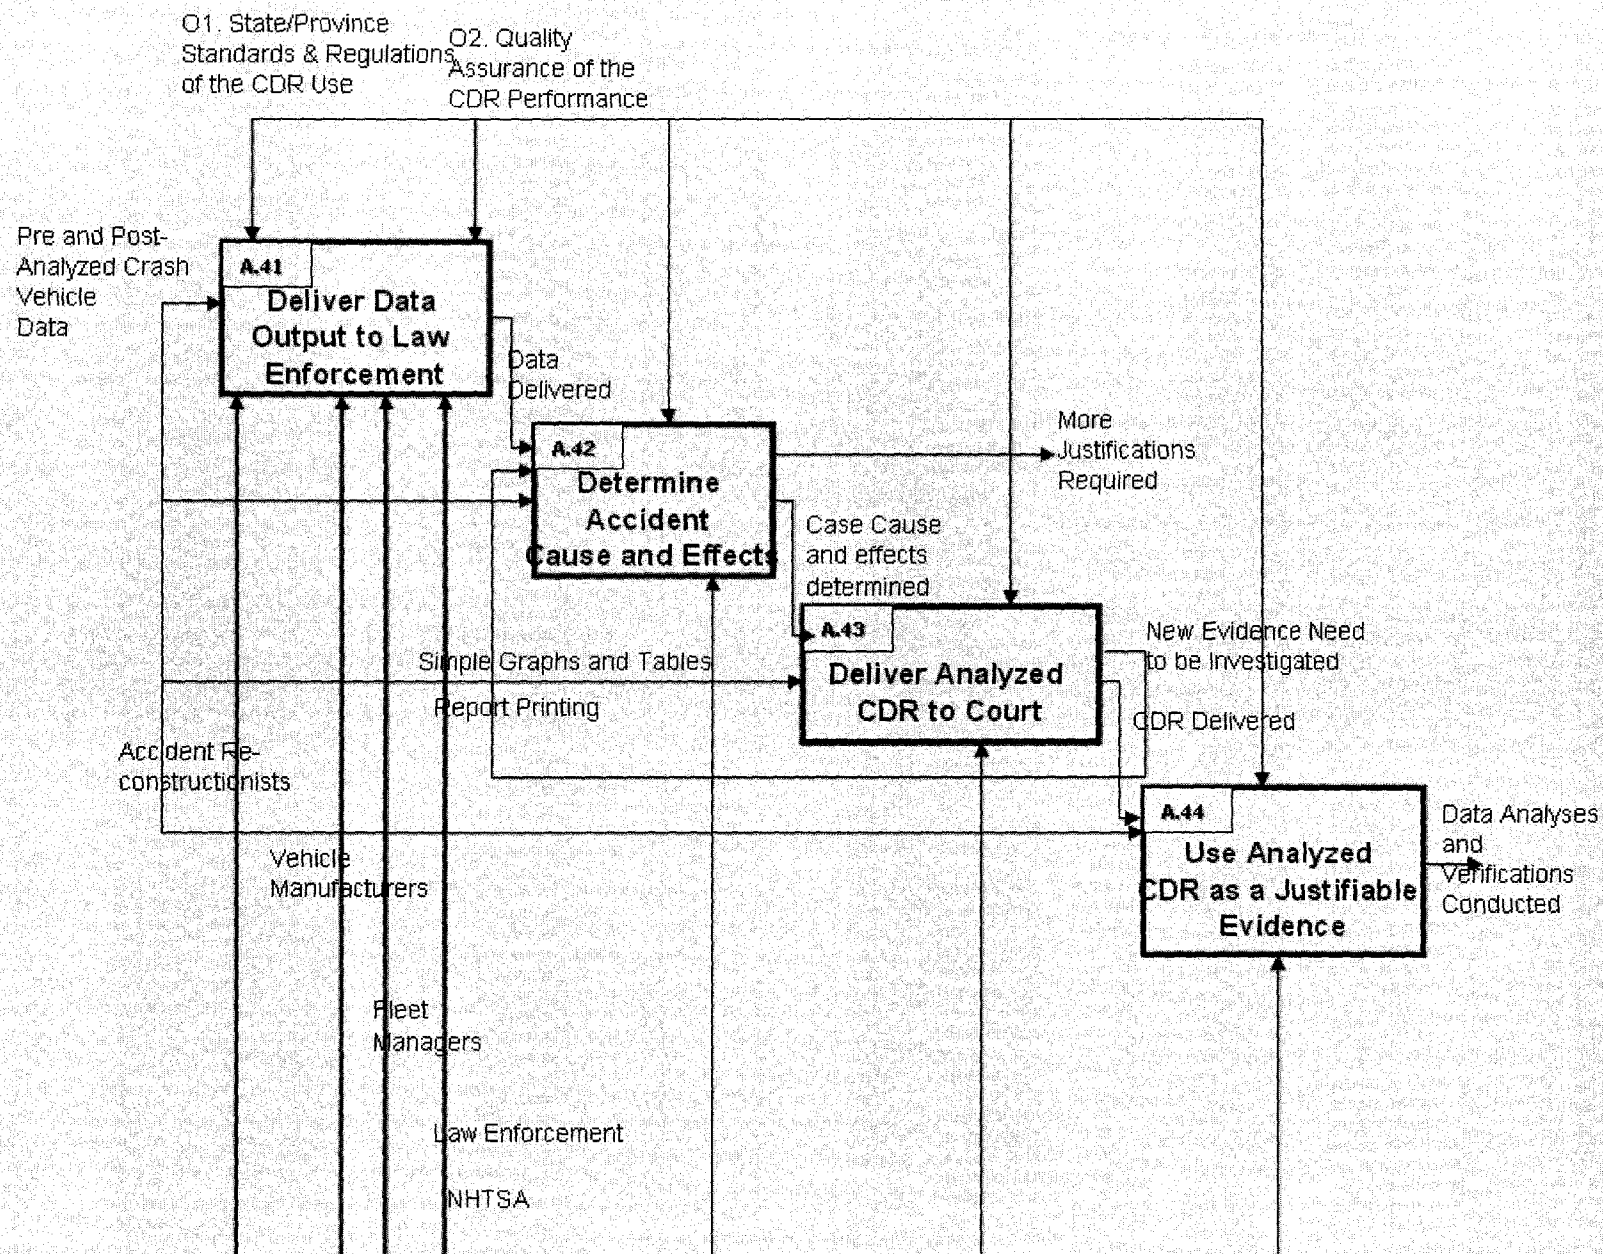 O1. State/Province
Standards & Regulations
of the CDR Use
O2. Quality
Assurance of the
CDR Performance
Pre and Post-
Analyzed Crash
Vehicle
Data
A.41
Deliver Data
Output to Law
Enforcement
Data
Delivered
A.42
Determine
Accident
Cause and Effects
More
Justifications
Required
Case Cause
and effects
determined
A.43
Deliver Analyzed
CDR to Court
New Evidence Need
to be Investigated
Simple Graphs and Tables
Report Printing
CDR Delivered
Accident Re-
constructionists
A.44
Use Analyzed
CDR as a Justifiable
Evidence
Data Analyses
and
Verifications
Conducted
Vehicle
Manufacturers
Fleet
Managers
Law Enforcement
NHTSA